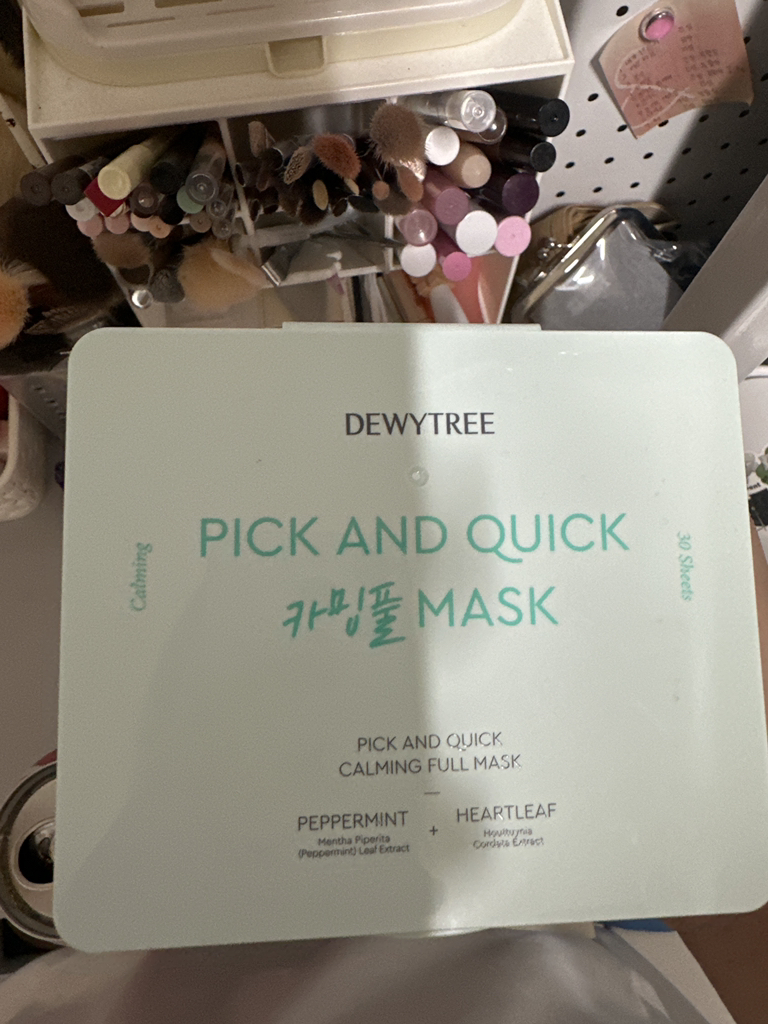 DEWYTREE
PICK AND QUICK
카밍풀 MASK
Calming
30 Sheets
PICK AND QUICK
CALMING FULL MASK
PEPPERMINT
Mentha Piperita
(Peppermint) Leaf Extract
+
HEARTLEAF
Houttuynia
Cordata Extract